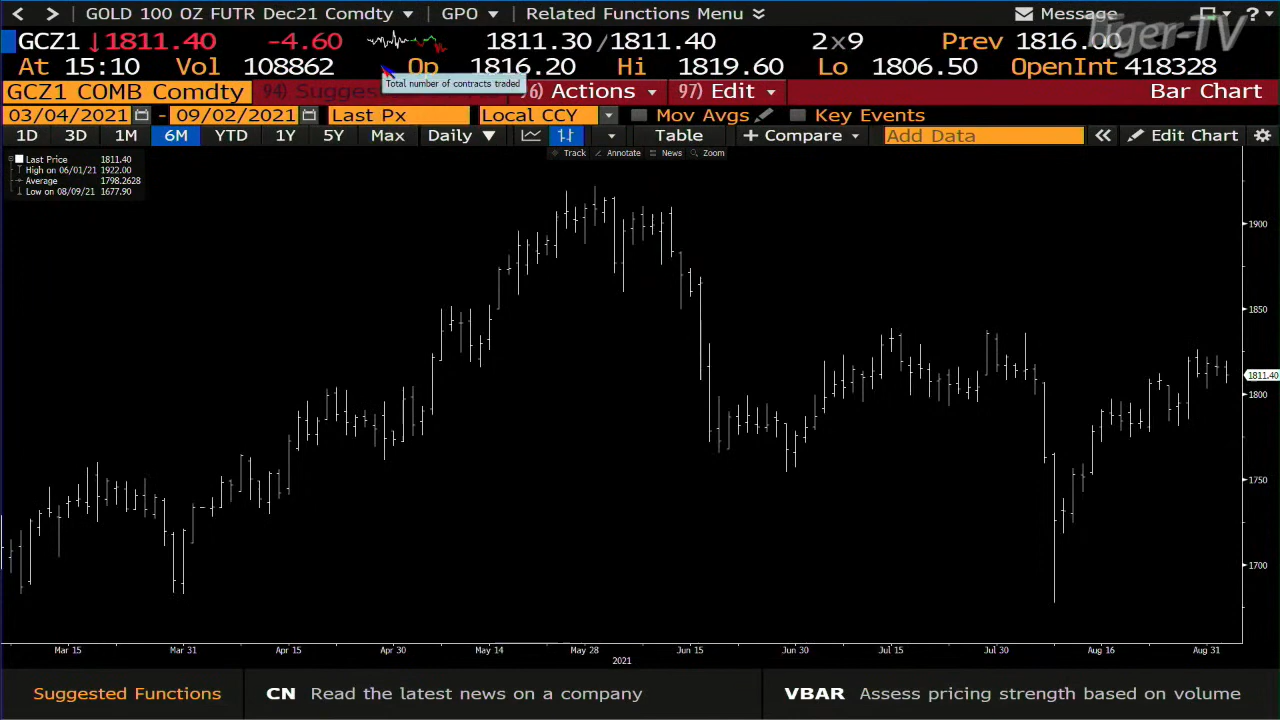 GOLD 100 OZ FUTR Dec21 Comdty GPO Related Functions Menu Message ?
GCZ1 ↓1811.40 -4.60 1811.30/1811.40 2×9 Prev 1816.00
At 15:10 Vol 108862 Op 1816.20 Hi 1819.60 Lo 1806.50 OpenInt 418328
Total number of contracts traded
GCZ1 COMB Comdty 94) Sugges 96) Actions 97) Edit Bar Chart
03/04/2021 - 09/02/2021 Last Px Local CCY Mov Avgs Key Events
1D 3D 1M 6M YTD 1Y 5Y Max Daily Table + Compare Add Data Edit Chart
Track Annotate News Zoom
Last Price 1811.40
High on 06/01/21 1922.00
Average 1798.2628
Low on 08/09/21 1677.90
1900
1850
1811.40
1800
1750
1700
Mar 15 Mar 31 Apr 15 Apr 30 May 14 May 28 Jun 15 Jun 30 Jul 15 Jul 30 Aug 16 Aug 31
2021
Suggested Functions CN Read the latest news on a company VBAR Assess pricing strength based on volume